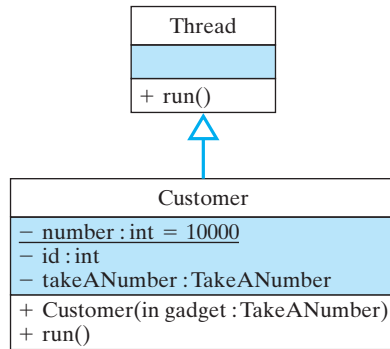 Thread
+ run()
Customer
− number : int = 10000
− id : int
− takeANumber : TakeANumber
+ Customer(in gadget : TakeANumber)
+ run()